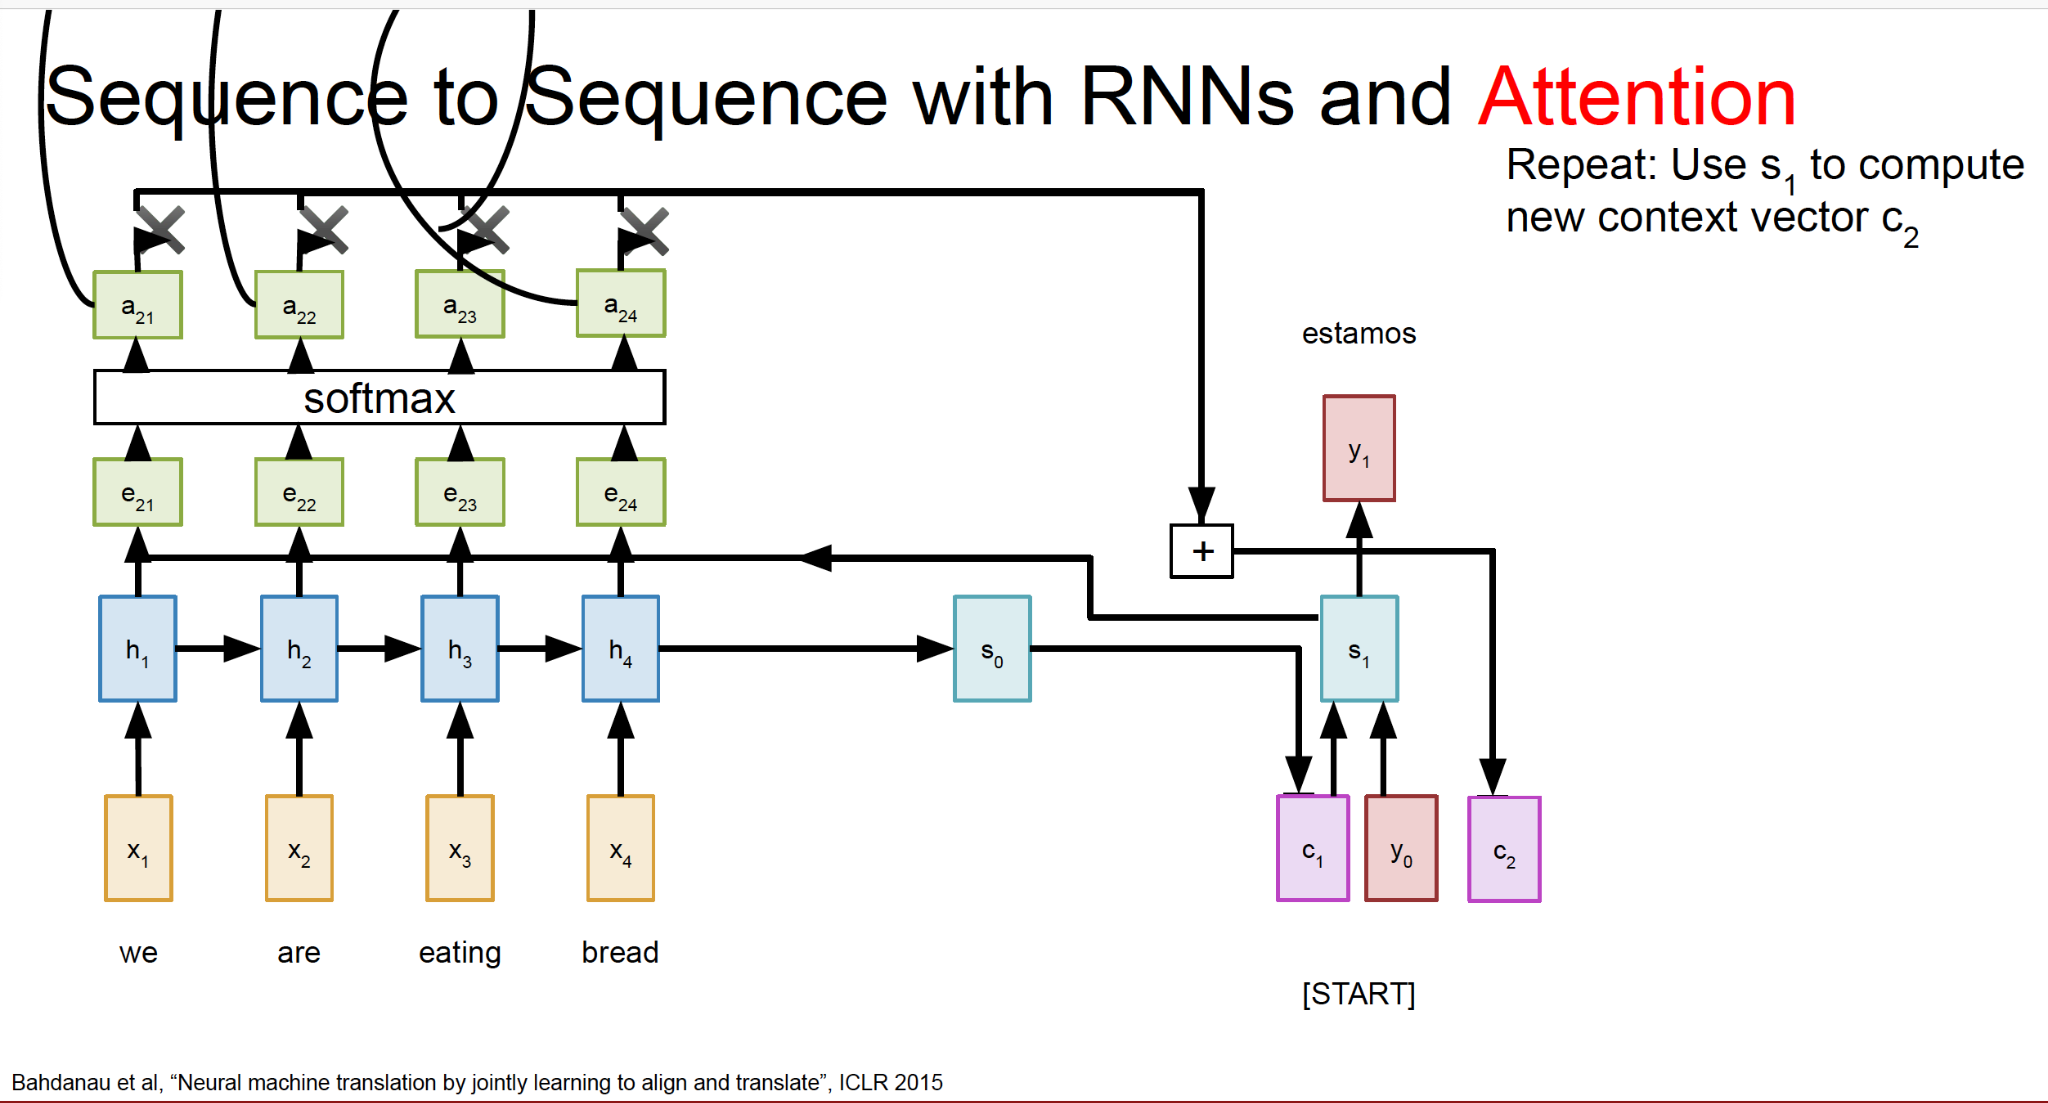 Sequence to Sequence with RNNs and Attention
Repeat: Use s1 to compute
new context vector c2
a21 a22 a23 a24
estamos
softmax
y1
e21 e22 e23 e24
+
h1 h2 h3 h4 s0 s1
x1 x2 x3 x4 c1 y0 c2
we are eating bread
[START]
Bahdanau et al, “Neural machine translation by jointly learning to align and translate”, ICLR 2015